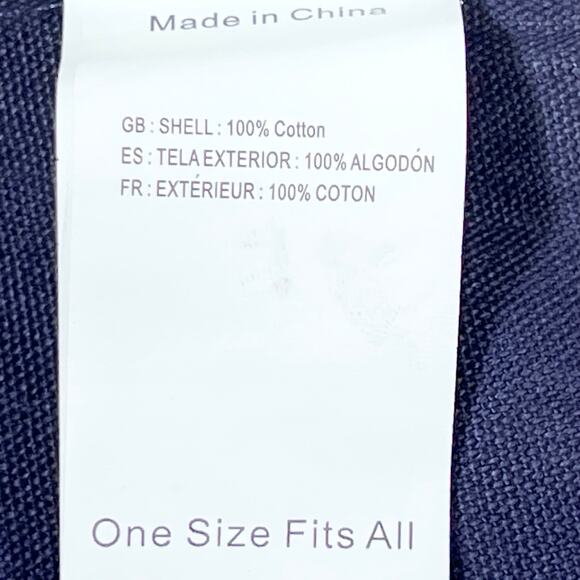 Made in China
GB : SHELL : 100% Cotton
ES : TELA EXTERIOR : 100% ALGODÓN
FR : EXTÉRIEUR : 100% COTON
One Size Fits All